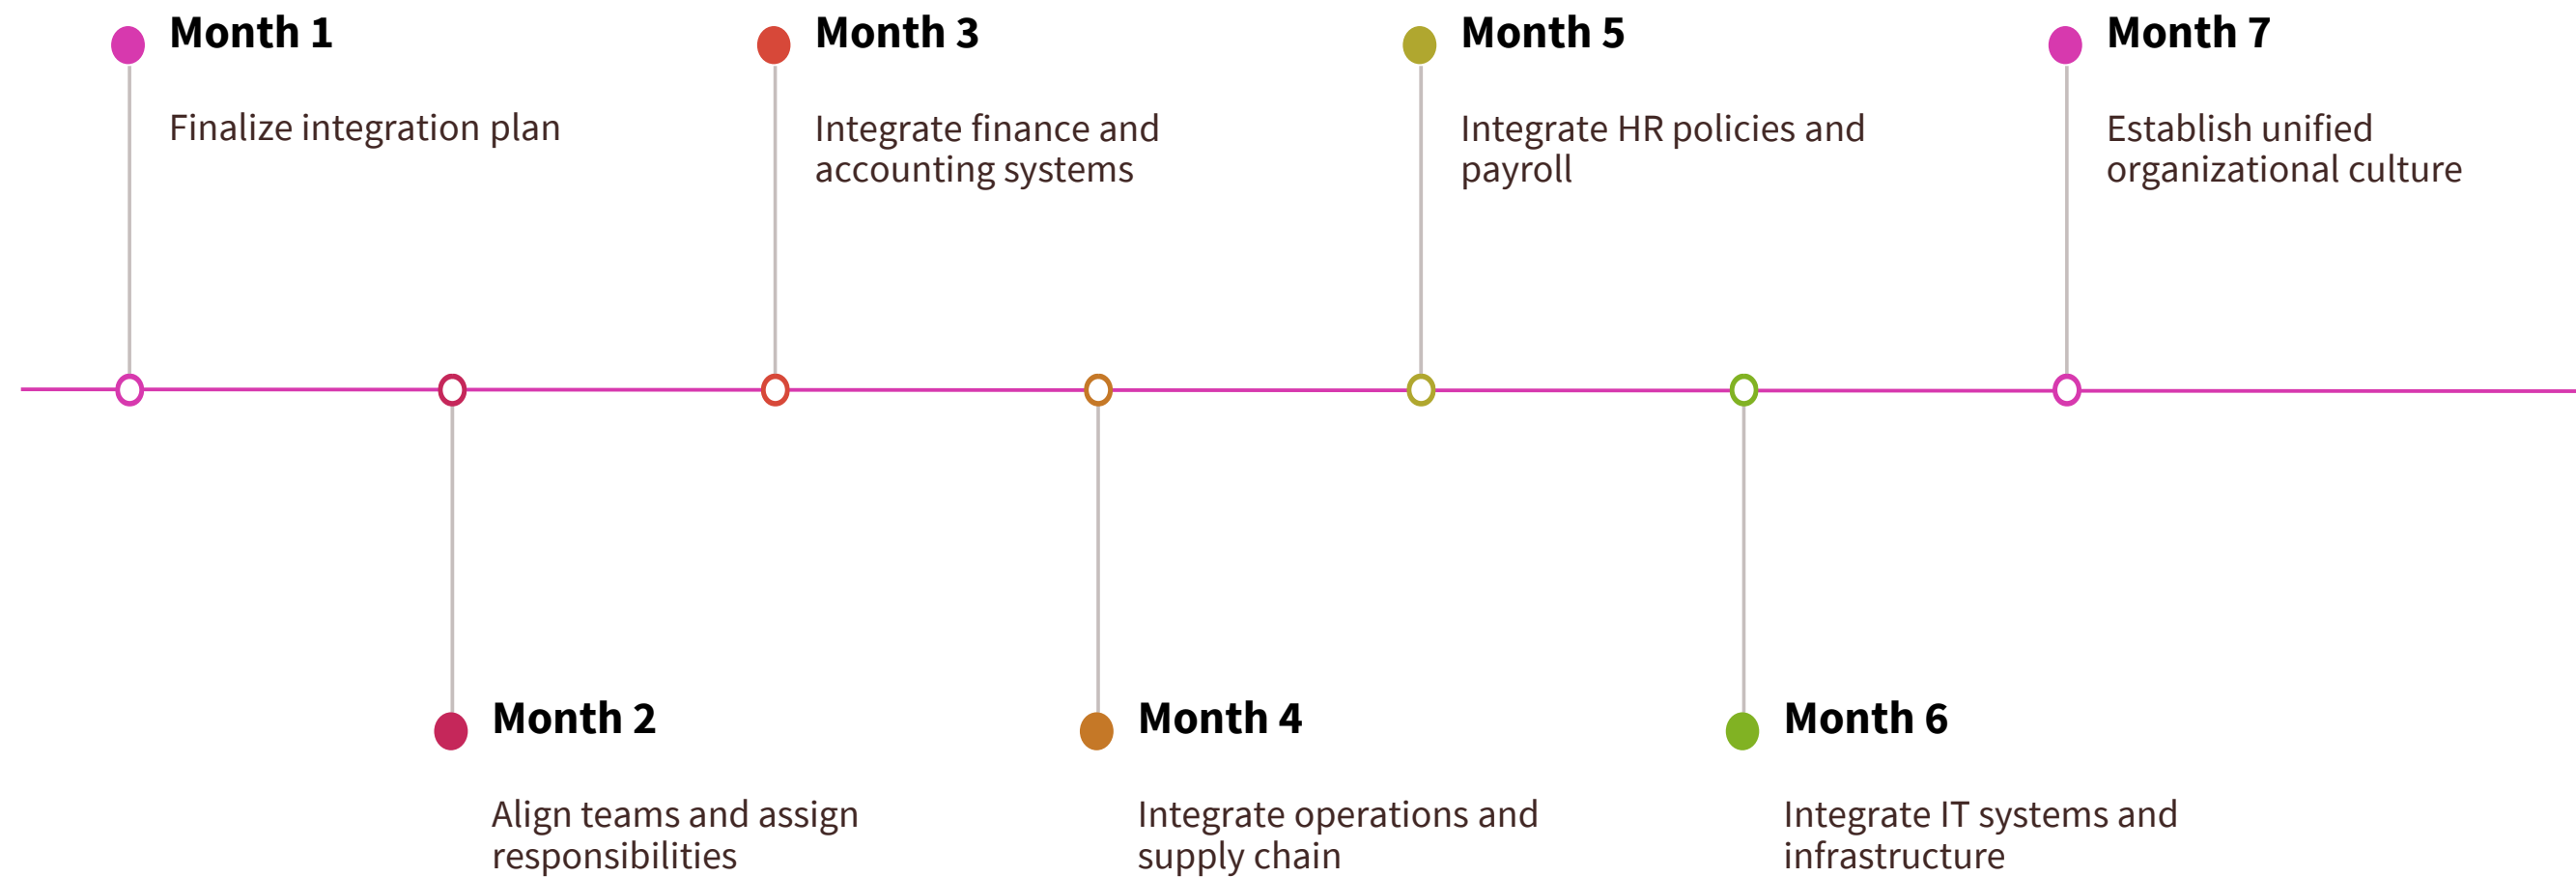 Month 1
Finalize integration plan
Month 3
Integrate finance and
accounting systems
Month 5
Integrate HR policies and
payroll
Month 7
Establish unified
organizational culture
Month 2
Align teams and assign
responsibilities
Month 4
Integrate operations and
supply chain
Month 6
Integrate IT systems and
infrastructure